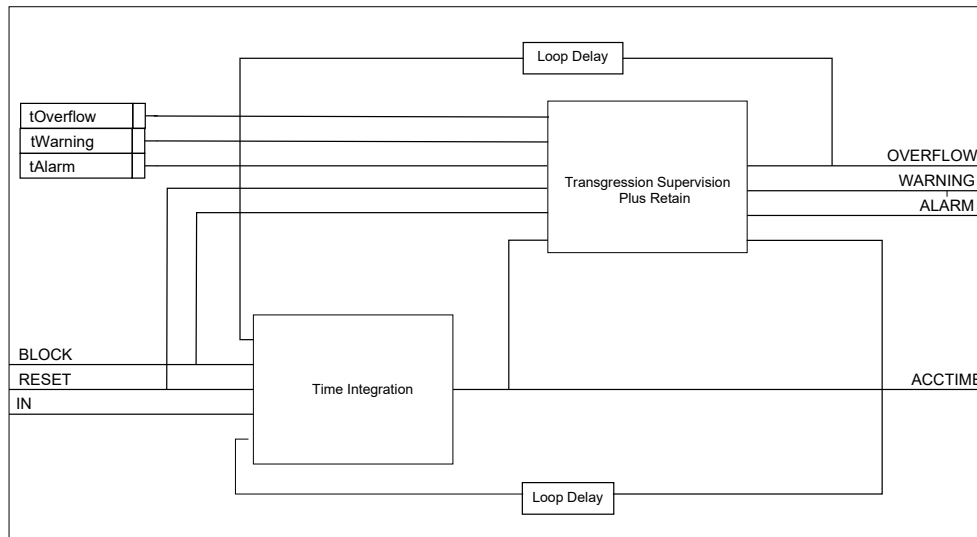 Loop Delay
tOverflow
tWarning
tAlarm
Transgression Supervision
Plus Retain
OVERFLOW
WARNING
ALARM
BLOCK
RESET
IN
Time Integration
ACCTIME
Loop Delay